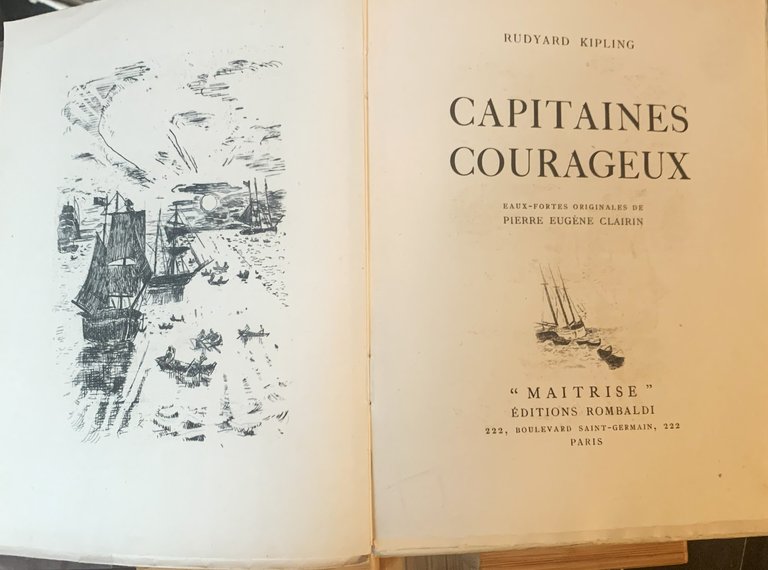 RUDYARD KIPLING
CAPITAINES
COURAGEUX
EAUX-FORTES ORIGINALES DE
PIERRE EUGÈNE CLAIRIN
“ MAITRISE ”
ÉDITIONS ROMBALDI
222, BOULEVARD SAINT-GERMAIN, 222
PARIS